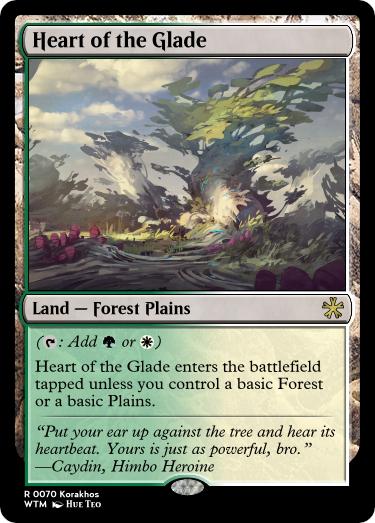 Heart of the Glade
Land — Forest Plains
(: Add or )
Heart of the Glade enters the battlefield
tapped unless you control a basic Forest
or a basic Plains.
“Put your ear up against the tree and hear its
heartbeat. Yours is just as powerful, bro.”
—Caydin, Himbo Heroine
R 0070 Korakhos
WTM Hue Teo